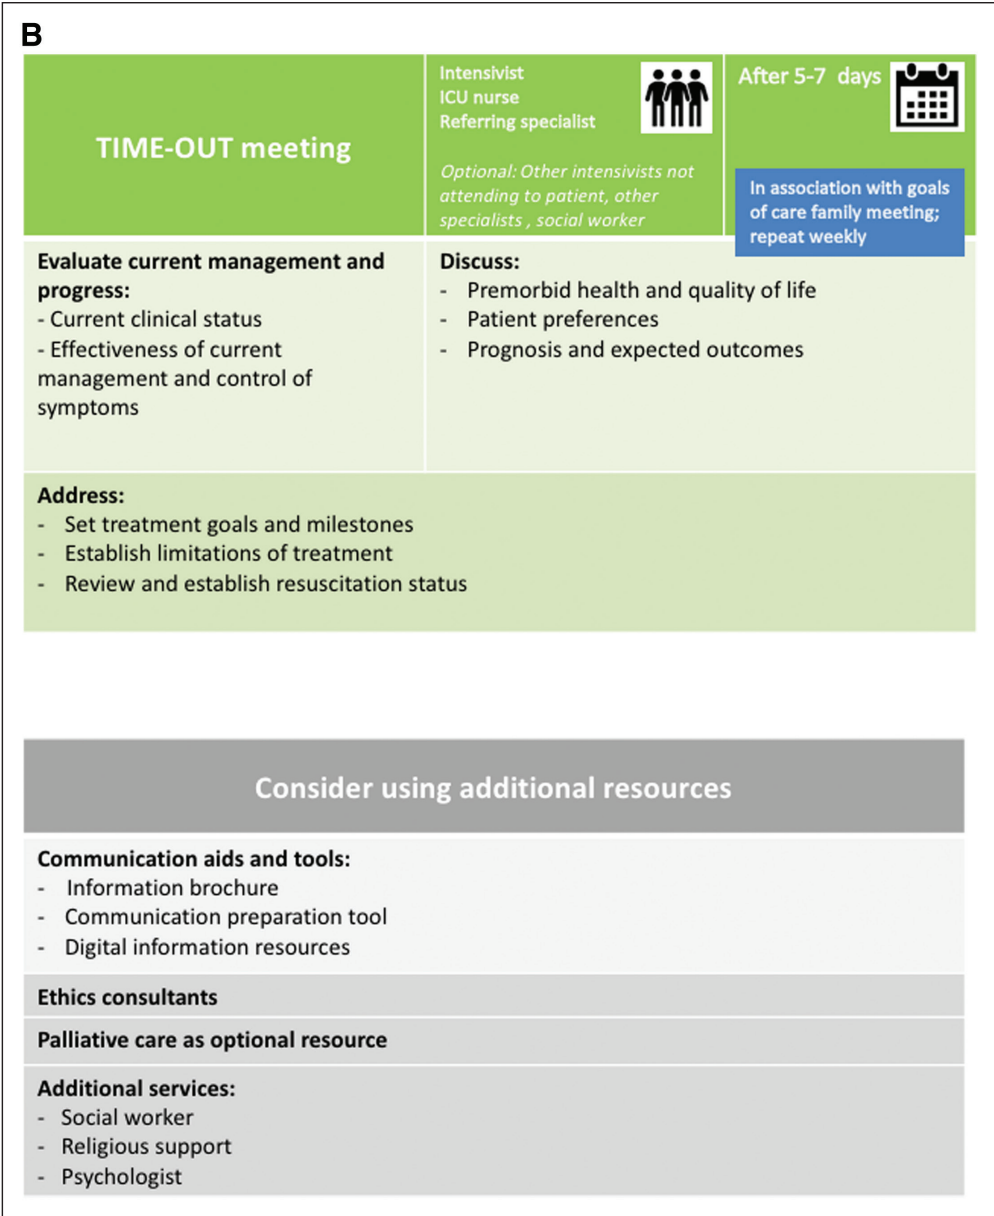 B
TIME-OUT meeting
Intensivist
ICU nurse
Referring specialist
Optional: Other intensivists not
attending to patient, other
specialists , social worker
After 5-7 days
In association with goals
of care family meeting;
repeat weekly
Evaluate current management and
progress:
- Current clinical status
- Effectiveness of current
management and control of
symptoms
Discuss:
- Premorbid health and quality of life
- Patient preferences
- Prognosis and expected outcomes
Address:
- Set treatment goals and milestones
- Establish limitations of treatment
- Review and establish resuscitation status
Consider using additional resources
Communication aids and tools:
- Information brochure
- Communication preparation tool
- Digital information resources
Ethics consultants
Palliative care as optional resource
Additional services:
- Social worker
- Religious support
- Psychologist